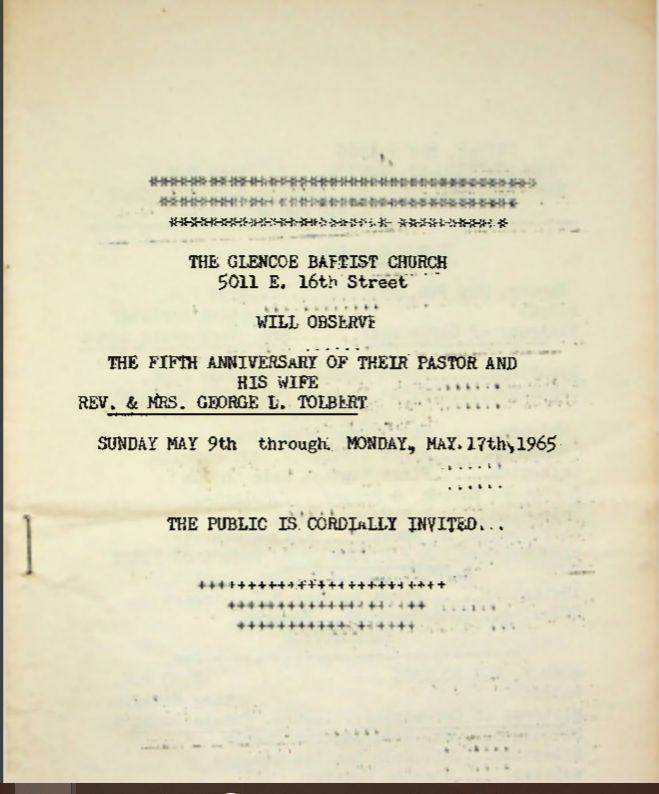 ************************************************
********************************************
******************************************
THE GLENCOE BAPTIST CHURCH
5011 E. 16th Street
WILL OBSERVE
THE FIFTH ANNIVERSARY OF THEIR PASTOR AND
HIS WIFE
REV. & MRS. GEORGE L. TOLBERT
SUNDAY MAY 9th through MONDAY, MAY.17th,1965
THE PUBLIC IS CORDIALLY INVITED...
++++++++++++++++++++++++++++++
++++++++++++++++++++++++
++++++++++++++++++++++